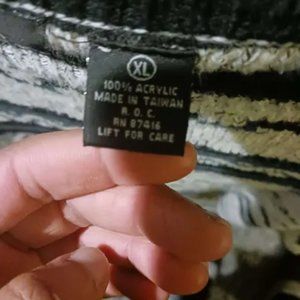 XL
100% ACRYLIC
MADE IN TAIWAN
R.O.C.
RN 87416
LIFT FOR CARE